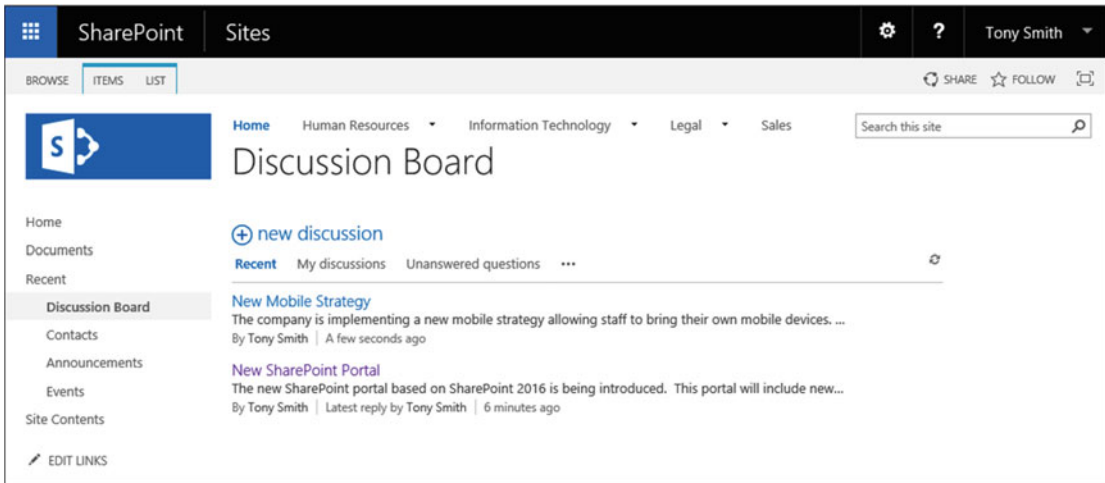 SharePoint Sites ? Tony Smith
BROWSE ITEMS LIST SHARE FOLLOW
S
Home Human Resources Information Technology Legal Sales Search this site
Discussion Board
Home
Documents
Recent
Discussion Board
Contacts
Announcements
Events
Site Contents
EDIT LINKS
new discussion
Recent My discussions Unanswered questions •••
New Mobile Strategy
The company is implementing a new mobile strategy allowing staff to bring their own mobile devices. ...
By Tony Smith | A few seconds ago
New SharePoint Portal
The new SharePoint portal based on SharePoint 2016 is being introduced. This portal will include new...
By Tony Smith | Latest reply by Tony Smith | 6 minutes ago